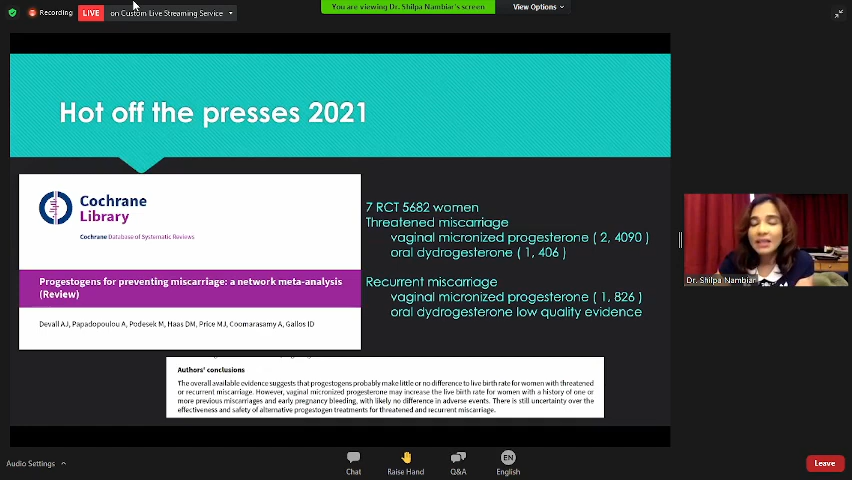 Recording
LIVE
on Custom Live Streaming Service
You are viewing Dr. Shilpa Nambiar's screen
View Options
Hot off the presses 2021
Cochrane
Library
Cochrane Database of Systematic Reviews
Progestogens for preventing miscarriage: a network meta-analysis
(Review)
Devall AJ, Papadopoulou A, Podesek M, Haas DM, Price MJ, Coomarasamy A, Gallos ID
7 RCT 5682 women
Threatened miscarriage
vaginal micronized progesterone ( 2, 4090 )
oral dydrogesterone ( 1, 406 )
Recurrent miscarriage
vaginal micronized progesterone ( 1, 826 )
oral dydrogesterone low quality evidence
Authors' conclusions
The overall available evidence suggests that progestogens probably make little or no difference to live birth rate for women with threatened
or recurrent miscarriage. However, vaginal micronized progesterone may increase the live birth rate for women with a history of one or
more previous miscarriages and early pregnancy bleeding, with likely no difference in adverse events. There is still uncertainty over the
effectiveness and safety of alternative progestogen treatments for threatened and recurrent miscarriage.
Dr. Shilpa Nambiar
Audio Settings
Chat
Raise Hand
Q&A
EN
English
Leave